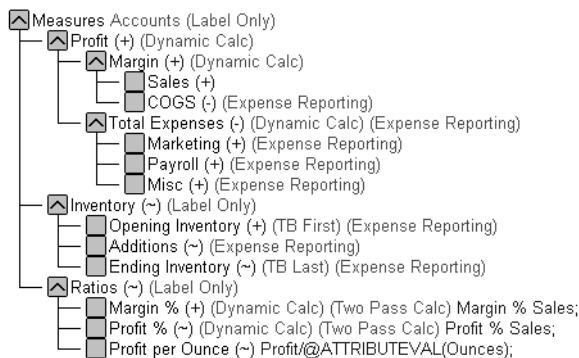 Measures Accounts (Label Only)
Profit (+) (Dynamic Calc)
Margin (+) (Dynamic Calc)
Sales (+)
COGS (-) (Expense Reporting)
Total Expenses (-) (Dynamic Calc) (Expense Reporting)
Marketing (+) (Expense Reporting)
Payroll (+) (Expense Reporting)
Misc (+) (Expense Reporting)
Inventory (~) (Label Only)
Opening Inventory (+) (TB First) (Expense Reporting)
Additions (~) (Expense Reporting)
Ending Inventory (~) (TB Last) (Expense Reporting)
Ratios (~) (Label Only)
Margin % (+) (Dynamic Calc) (Two Pass Calc) Margin % Sales;
Profit % (~) (Dynamic Calc) (Two Pass Calc) Profit % Sales;
Profit per Ounce (~) Profit/@ATTRIBUTEVAL(Ounces);